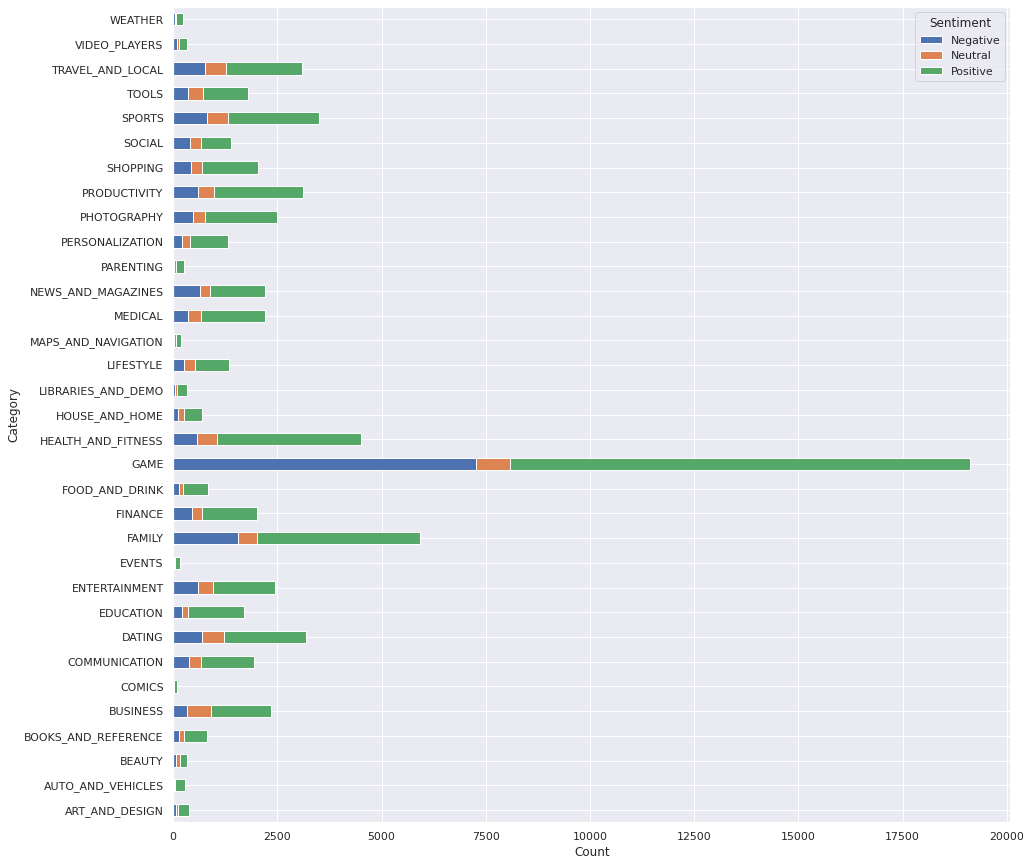 WEATHER
VIDEO_PLAYERS
TRAVEL_AND_LOCAL
TOOLS
SPORTS
SOCIAL
SHOPPING
PRODUCTIVITY
PHOTOGRAPHY
PERSONALIZATION
PARENTING
NEWS_AND_MAGAZINES
MEDICAL
MAPS_AND_NAVIGATION
LIFESTYLE
LIBRARIES_AND_DEMO
HOUSE_AND_HOME
HEALTH_AND_FITNESS
GAME
FOOD_AND_DRINK
FINANCE
FAMILY
EVENTS
ENTERTAINMENT
EDUCATION
DATING
COMMUNICATION
COMICS
BUSINESS
BOOKS_AND_REFERENCE
BEAUTY
AUTO_AND_VEHICLES
ART_AND_DESIGN
Category
Sentiment
Negative
Neutral
Positive
0 2500 5000 7500 10000 12500 15000 17500 20000
Count